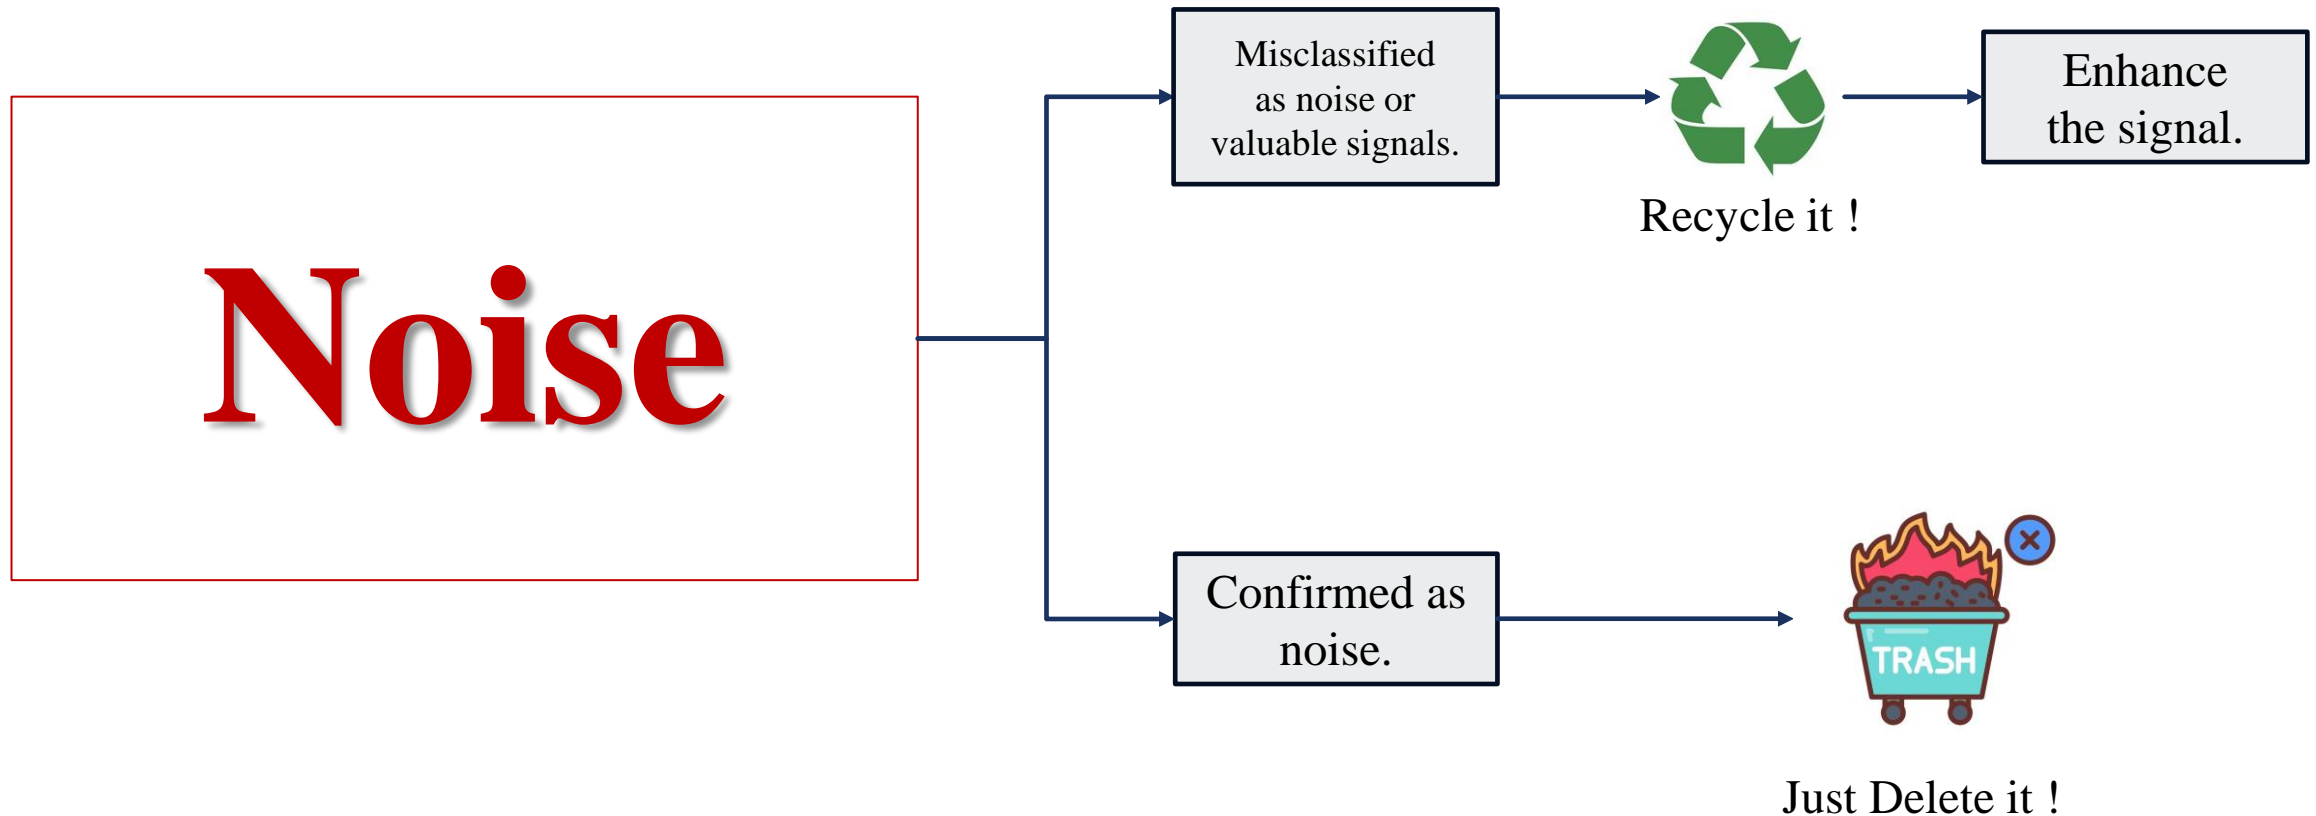 Noise
Misclassified
as noise or
valuable signals.
Recycle it !
Enhance
the signal.
Confirmed as
noise.
TRASH
Just Delete it !